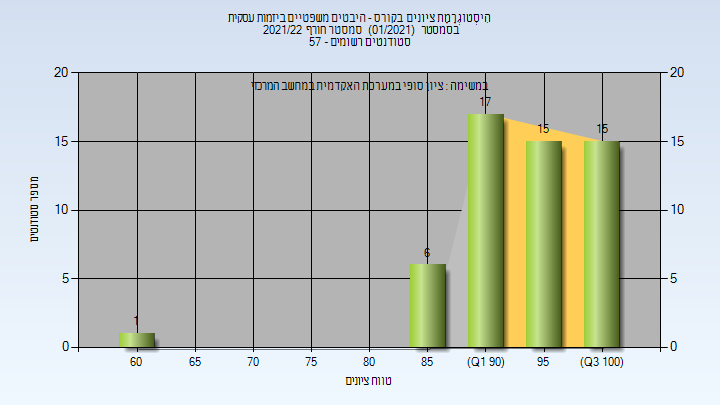 היסטוגרמת ציונים בקורס - היבטים משפטיים ביזמות עסקית
בסמסטר (01/2021) סמסטר חורף 2021/22
סטודנטים רשומים - 57
במשימה : ציון סופי במערכת האקדמית במחשב המרכזי
20 20
15 15
10 10
5 5
0 0
1 6 17 15 15
60 65 70 75 80 85 (Q1 90) 95 (Q3 100)
מספר סטודנטים
טווח ציונים